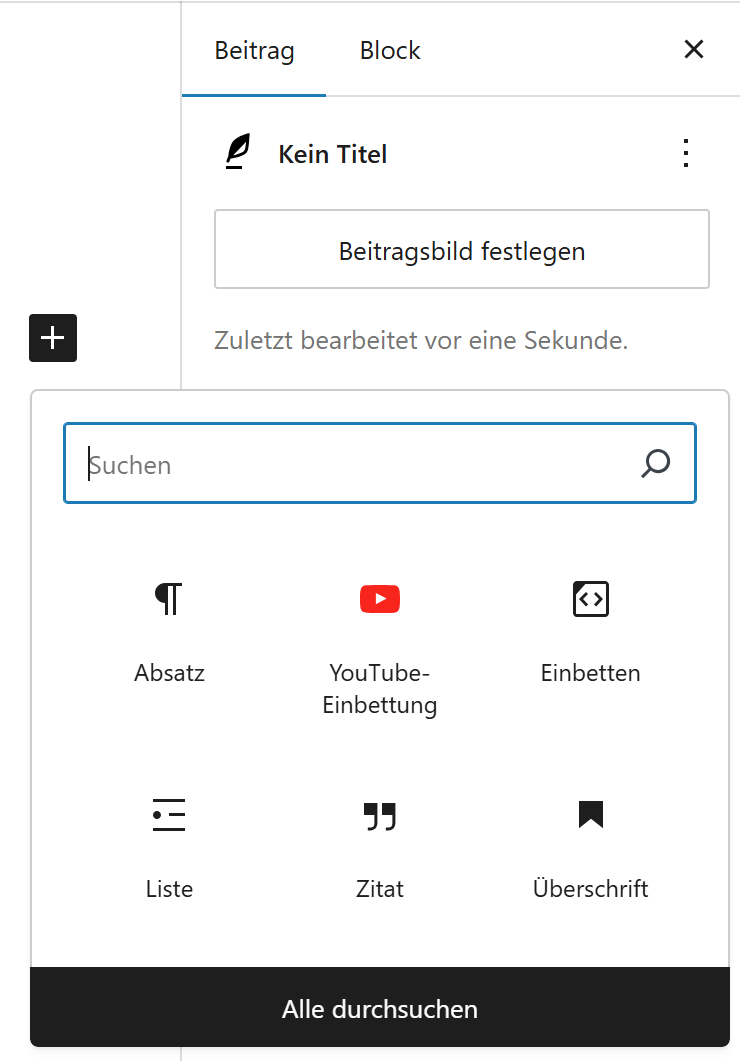 Beitrag Block
Kein Titel
Beitragsbild festlegen
Zuletzt bearbeitet vor eine Sekunde.
Suchen
Absatz
YouTube-
Einbettung
Einbetten
Liste
Zitat
Überschrift
Alle durchsuchen